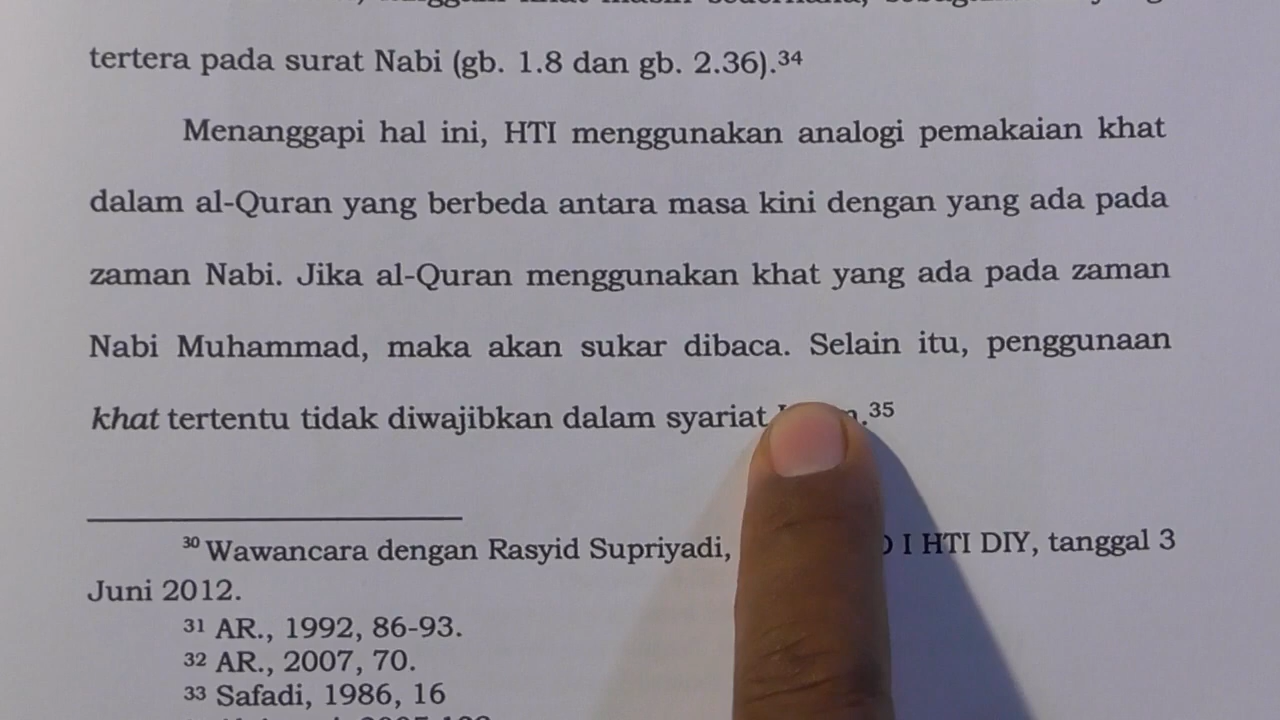 tertera pada surat Nabi (gb. 1.8 dan gb. 2.36).³⁴
Menanggapi hal ini, HTI menggunakan analogi pemakaian khat
dalam al-Quran yang berbeda antara masa kini dengan yang ada pada
zaman Nabi. Jika al-Quran menggunakan khat yang ada pada zaman
Nabi Muhammad, maka akan sukar dibaca. Selain itu, penggunaan
khat tertentu tidak diwajibkan dalam syariat .³⁵
³⁰ Wawancara dengan Rasyid Supriyadi, I HTI DIY, tanggal 3
Juni 2012.
³¹ AR., 1992, 86-93.
³² AR., 2007, 70.
³³ Safadi, 1986, 16